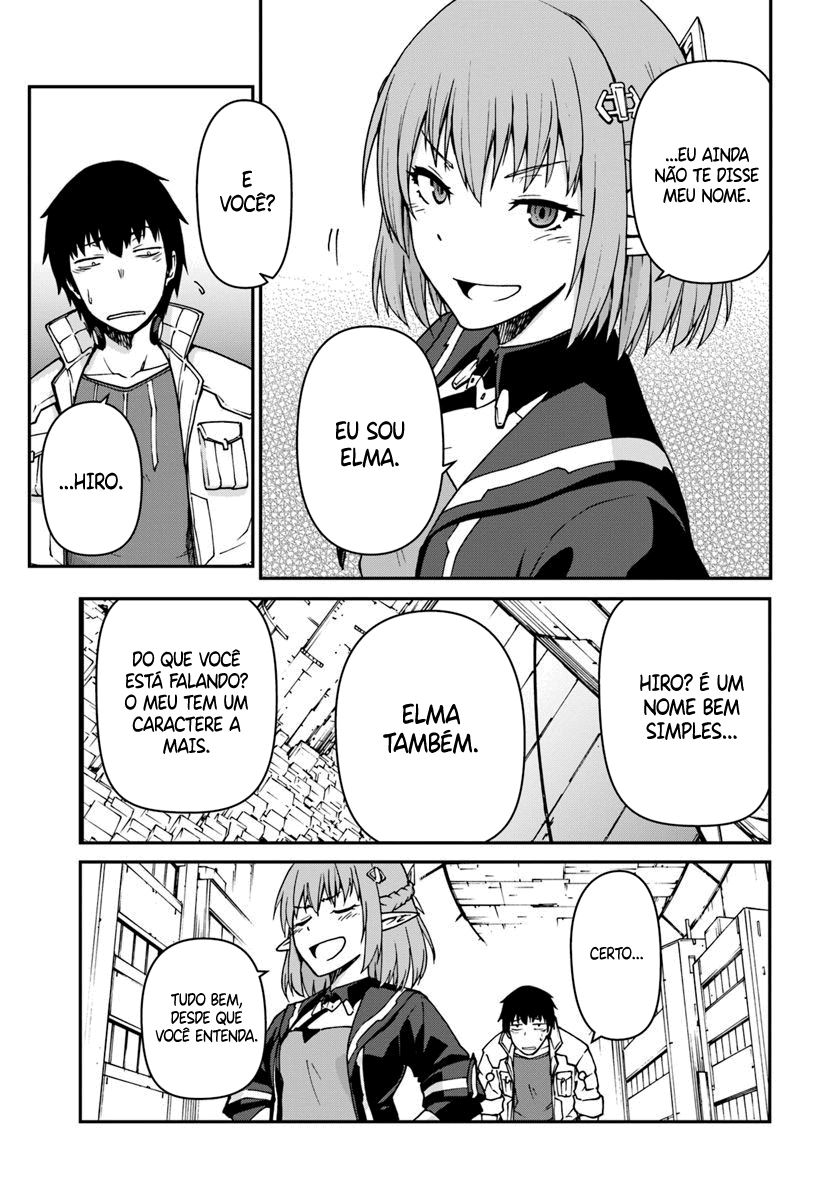 ...EU AINDA
NÃO TE DISSE
MEU NOME.
EU SOU
ELMA.
E
VOCÊ?
...HIRO.
HIRO? É UM
NOME BEM
SIMPLES...
ELMA
TAMBÉM.
DO QUE VOCÊ
ESTÁ FALANDO?
O MEU TEM UM
CARACTERE A
MAIS.
CERTO...
TUDO BEM,
DESDE QUE
VOCÊ ENTENDA.